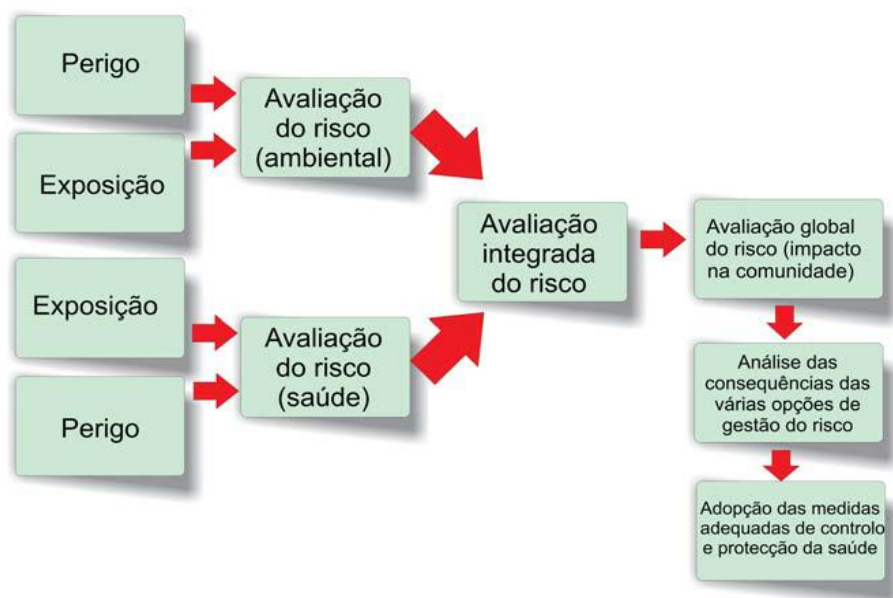 Perigo
Exposição
Exposição
Perigo
Avaliação
do risco
(ambiental)
Avaliação
do risco
(saúde)
Avaliação
integrada
do risco
Avaliação global
do risco (impacto
na comunidade)
Análise das
consequências das
várias opções de
gestão do risco
Adopção das medidas
adequadas de controlo
e protecção da saúde